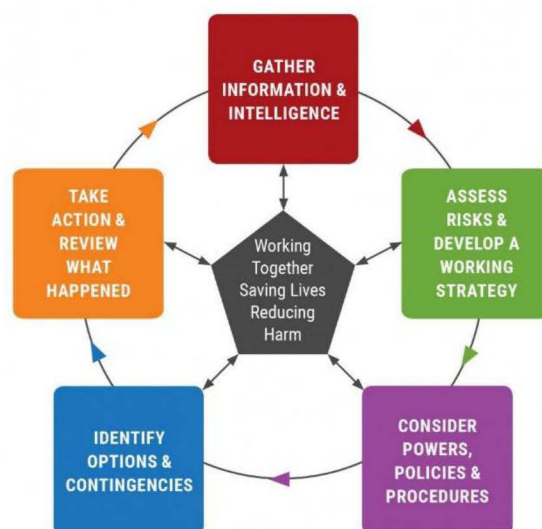 GATHER
INFORMATION &
INTELLIGENCE
ASSESS
RISKS &
DEVELOP A
WORKING
STRATEGY
CONSIDER
POWERS,
POLICIES &
PROCEDURES
IDENTIFY
OPTIONS &
CONTINGENCIES
TAKE
ACTION &
REVIEW
WHAT
HAPPENED
Working
Together
Saving Lives
Reducing
Harm